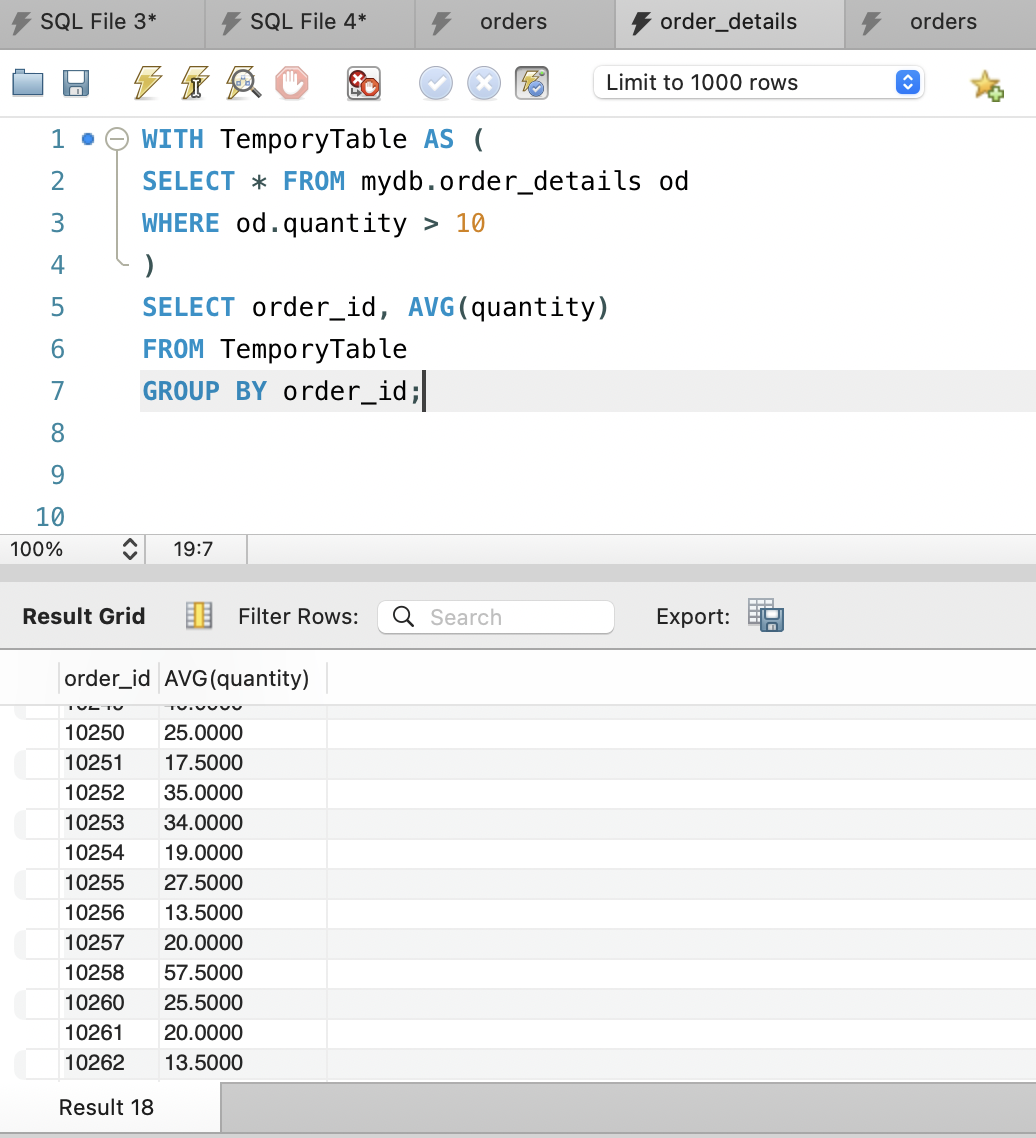 SQL File 3* SQL File 4* orders order_details orders
Limit to 1000 rows
1 WITH TemporyTable AS (
2 SELECT * FROM mydb.order_details od
3 WHERE od.quantity > 10
4 )
5 SELECT order_id, AVG(quantity)
6 FROM TemporyTable
7 GROUP BY order_id;
8
9
10
100% 19:7
Result Grid Filter Rows: Search Export:
order_id AVG(quantity)
10250 25.0000
10251 17.5000
10252 35.0000
10253 34.0000
10254 19.0000
10255 27.5000
10256 13.5000
10257 20.0000
10258 57.5000
10260 25.5000
10261 20.0000
10262 13.5000
Result 18